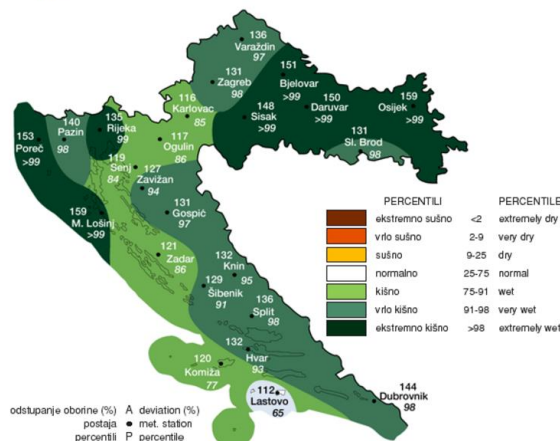 136
Varaždin
97
131
Zagreb
98
151
Bjelovar
>99
150
Daruvar
>99
159
Osijek
>99
148
Sisak
>99
131
Sl. Brod
98
116
Karlovac
85
117
Ogulin
86
135
Rijeka
99
140
Pazin
98
153
Poreč
>99
119
Senj
84
127
Zavižan
94
131
Gospić
97
159
M. Lošinj
>99
121
Zadar
86
132
Knin
95
129
Šibenik
91
136
Split
98
132
Hvar
93
120
Komiža
77
112
Lastovo
65
144
Dubrovnik
98
PERCENTILI PERCENTILE
ekstremno sušno <2 extremely dry
vrlo sušno 2-9 very dry
sušno 9-25 dry
normalno 25-75 normal
kišno 75-91 wet
vrlo kišno 91-98 very wet
ekstremno kišno >98 extremely wet
odstupanje oborine (%) A deviation (%)
postaja met. station
percentili P percentile